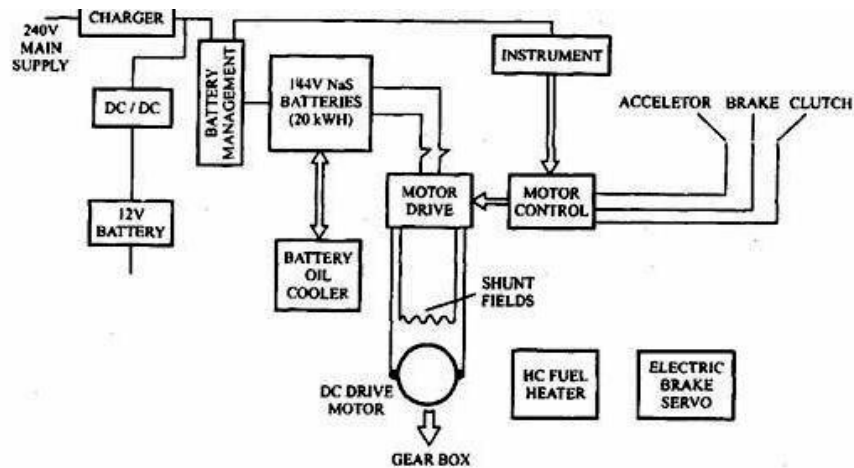 CHARGER
240V
MAIN
SUPPLY
DC / DC
12V
BATTERY
BATTERY
MANAGEMENT
144V NaS
BATTERIES
(20 kWH)
BATTERY
OIL
COOLER
INSTRUMENT
ACCELETOR BRAKE CLUTCH
MOTOR
DRIVE
MOTOR
CONTROL
SHUNT
FIELDS
DC DRIVE
MOTOR
GEAR BOX
HC FUEL
HEATER
ELECTRIC
BRAKE
SERVO